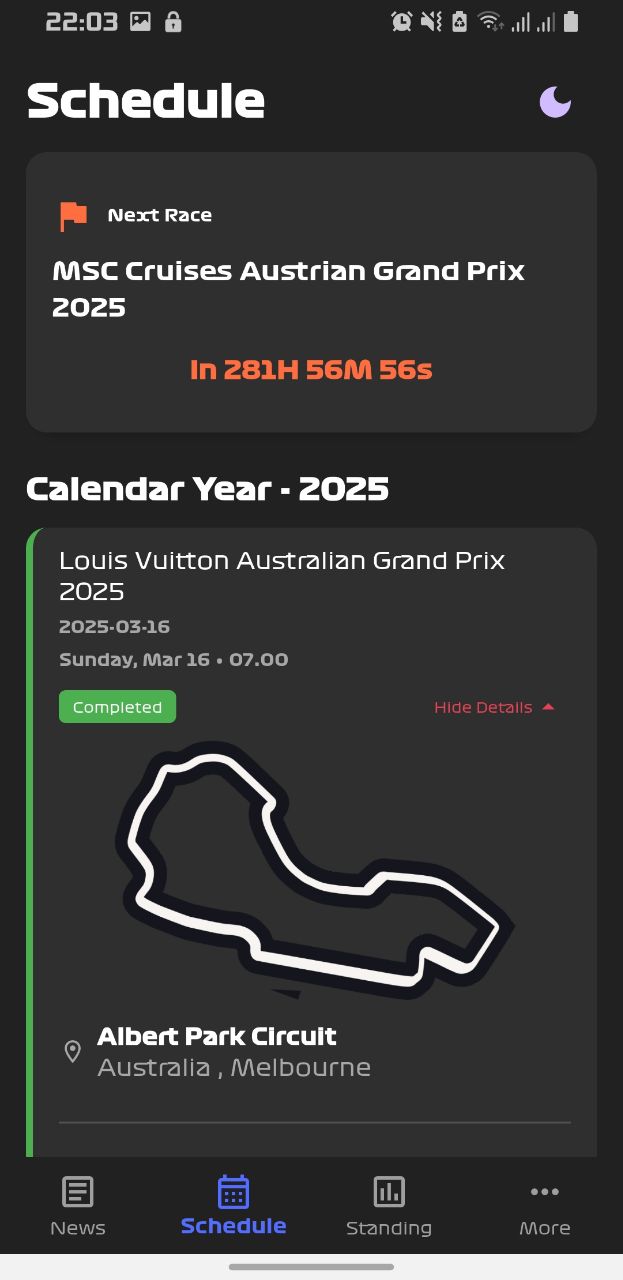 22:03
Schedule
Next Race
MSC Cruises Austrian Grand Prix
2025
In 281H 56M 56s
Calendar Year - 2025
Louis Vuitton Australian Grand Prix
2025
2025-03-16
Sunday, Mar 16 • 07.00
Completed
Hide Details
Albert Park Circuit
Australia , Melbourne
News
Schedule
Standing
More